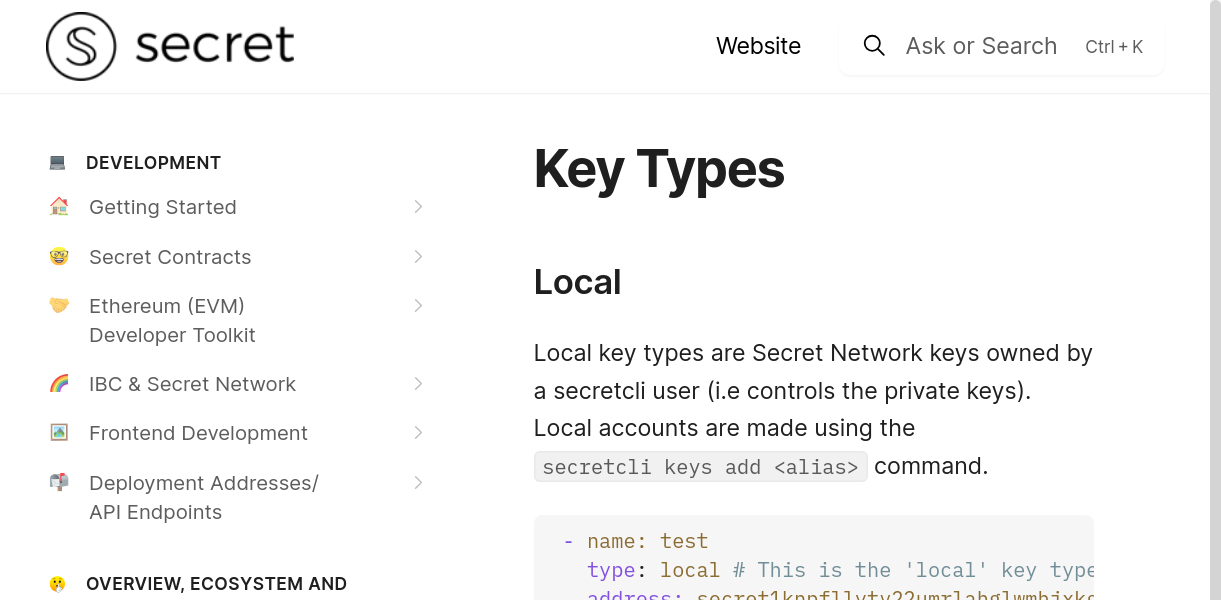 secret
Website
Ask or Search Ctrl + K
DEVELOPMENT
Getting Started
Secret Contracts
Ethereum (EVM)
Developer Toolkit
IBC & Secret Network
Frontend Development
Deployment Addresses/
API Endpoints
OVERVIEW, ECOSYSTEM AND
Key Types
Local
Local key types are Secret Network keys owned by
a secretcli user (i.e controls the private keys).
Local accounts are made using the
secretcli keys add <alias> command.
- name: test
type: local # This is the 'local' key type